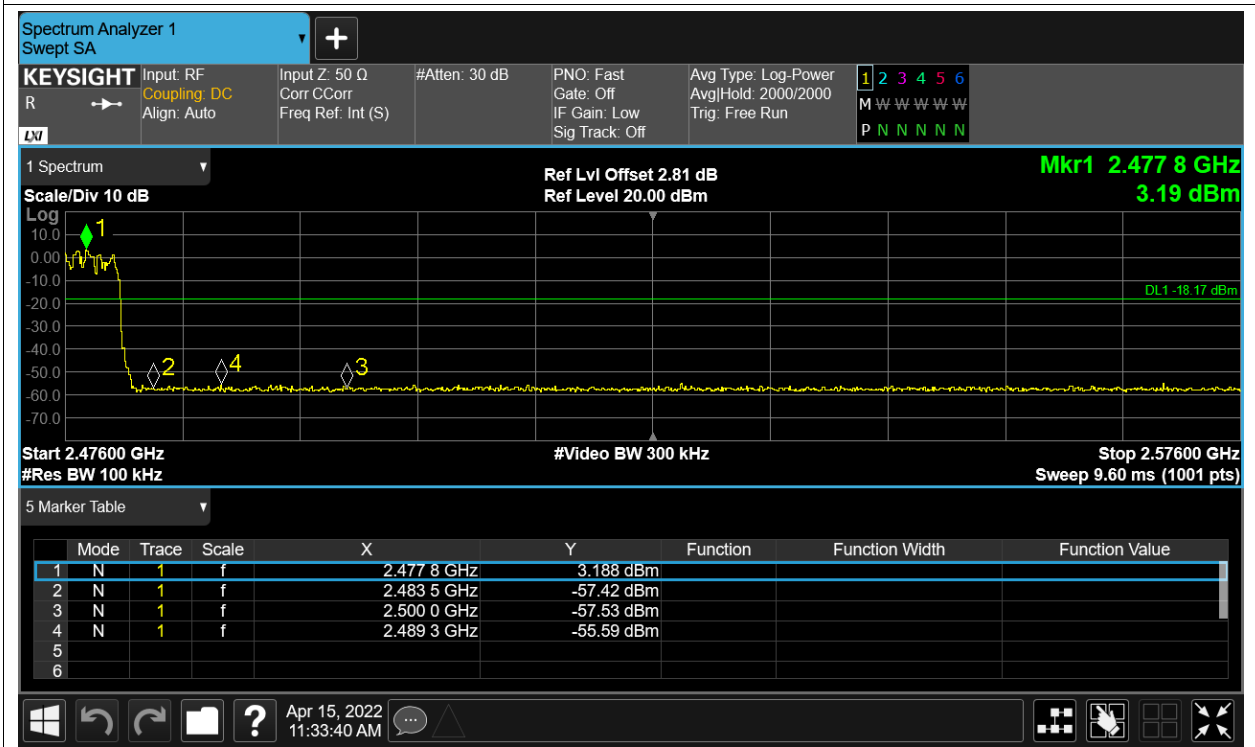 Spectrum Analyzer 1
Swept SA
+
KEYSIGHT Input: RF Input Z: 50 Ω #Atten: 30 dB PNO: Fast Avg Type: Log-Power 1 2 3 4 5 6
R Coupling: DC Corr CCorr Gate: Off Avg|Hold: 2000/2000 M W W W W W
Align: Auto Freq Ref: Int (S) IF Gain: Low Trig: Free Run
LXI Sig Track: Off P N N N N N
1 Spectrum Ref Lvl Offset 2.81 dB Mkr1 2.477 8 GHz
Scale/Div 10 dB Ref Level 20.00 dBm 3.19 dBm
Log
1
10.0
0.00
-10.0
DL1 -18.17 dBm
-20.0
-30.0
-40.0
2 4 3
-50.0
-60.0
-70.0
Start 2.47600 GHz #Video BW 300 kHz Stop 2.57600 GHz
#Res BW 100 kHz Sweep 9.60 ms (1001 pts)
5 Marker Table
Mode Trace Scale X Y Function Function Width Function Value
1 N 1 f 2.477 8 GHz 3.188 dBm
2 N 1 f 2.483 5 GHz -57.42 dBm
3 N 1 f 2.500 0 GHz -57.53 dBm
4 N 1 f 2.489 3 GHz -55.59 dBm
5
6
? Apr 15, 2022
11:33:40 AM